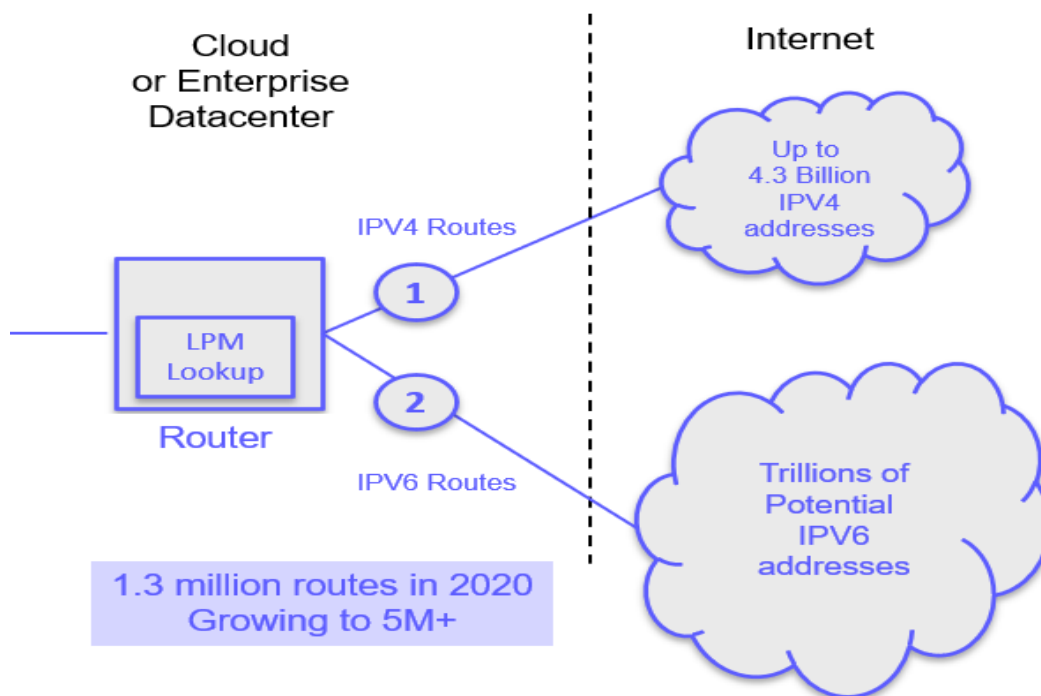 Cloud
or Enterprise
Datacenter
Internet
Up to
4.3 Billion
IPV4
addresses
IPV4 Routes
1
LPM
Lookup
2
Router
IPV6 Routes
Trillions of
Potential
IPV6
addresses
1.3 million routes in 2020
Growing to 5M+